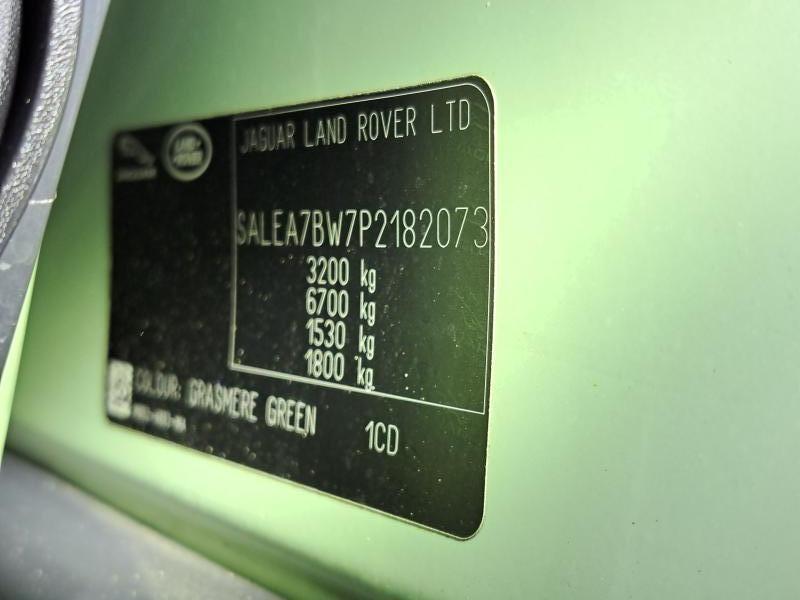 JAGUAR LAND ROVER LTD
SALEA7BW7P2182073
3200 kg
6700 kg
1530 kg
1800 kg
COLOUR: GRASMERE GREEN
1CD